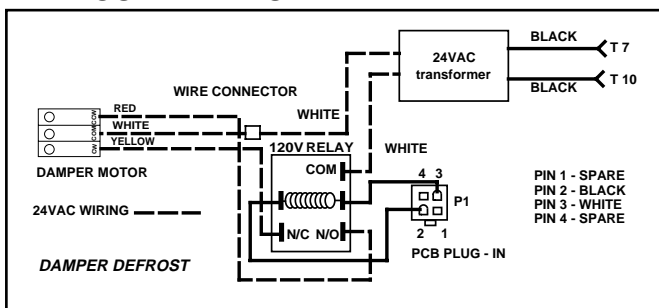 BLACK
T 7
24VAC
transformer
BLACK
T 10
WIRE CONNECTOR
WHITE
RED
WHITE
YELLOW
CCW
COM
CW
DAMPER MOTOR
120V RELAY
COM
WHITE
N/C N/O
4 3
P1
2 1
PCB PLUG - IN
PIN 1 - SPARE
PIN 2 - BLACK
PIN 3 - WHITE
PIN 4 - SPARE
24VAC WIRING
DAMPER DEFROST